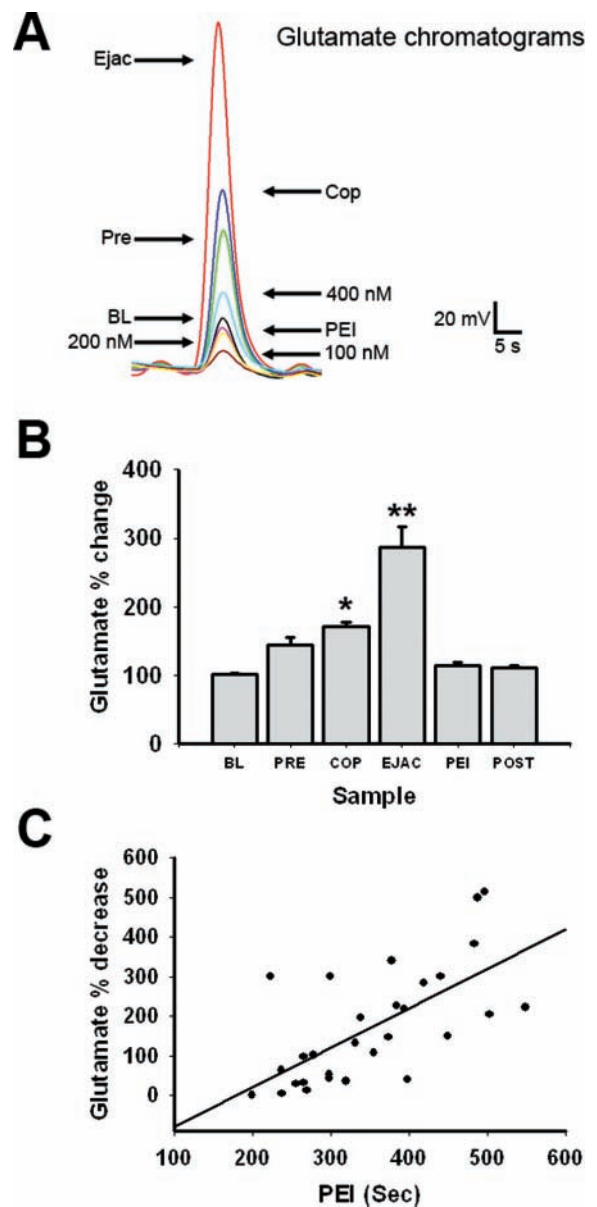 A
Glutamate chromatograms
Ejac
Cop
Pre
400 nM
BL
PEI
200 nM
100 nM
20 mV
5 s
B
Glutamate % change
400
300
200
100
0
*
**
BL PRE COP EJAC PEI POST
Sample
C
Glutamate % decrease
600
500
400
300
200
100
0
100 200 300 400 500 600
PEI (Sec)